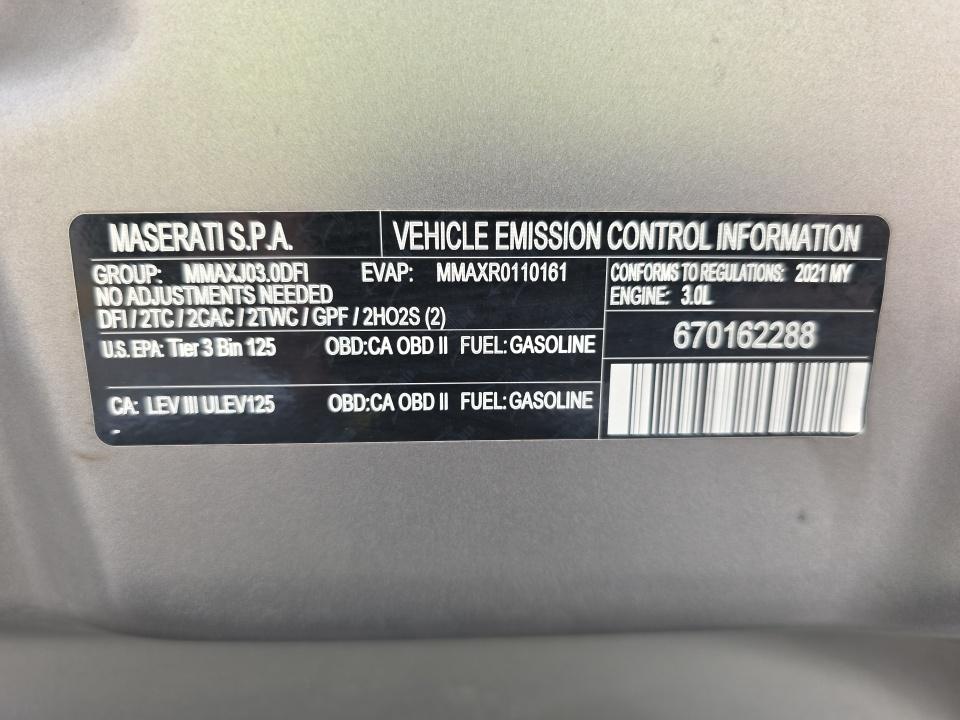 MASERATI S.P.A.
VEHICLE EMISSION CONTROL INFORMATION
GROUP: MMAXJ03.0DFI EVAP: MMAXR0110161
NO ADJUSTMENTS NEEDED
DFI / 2TC / 2CAC / 2TWC / GPF / 2HO2S (2)
U.S. EPA: Tier 3 Bin 125 OBD: CA OBD II FUEL: GASOLINE
CA: LEV III ULEV125 OBD: CA OBD II FUEL: GASOLINE
CONFORMS TO REGULATIONS: 2021 MY
ENGINE: 3.0L
670162288